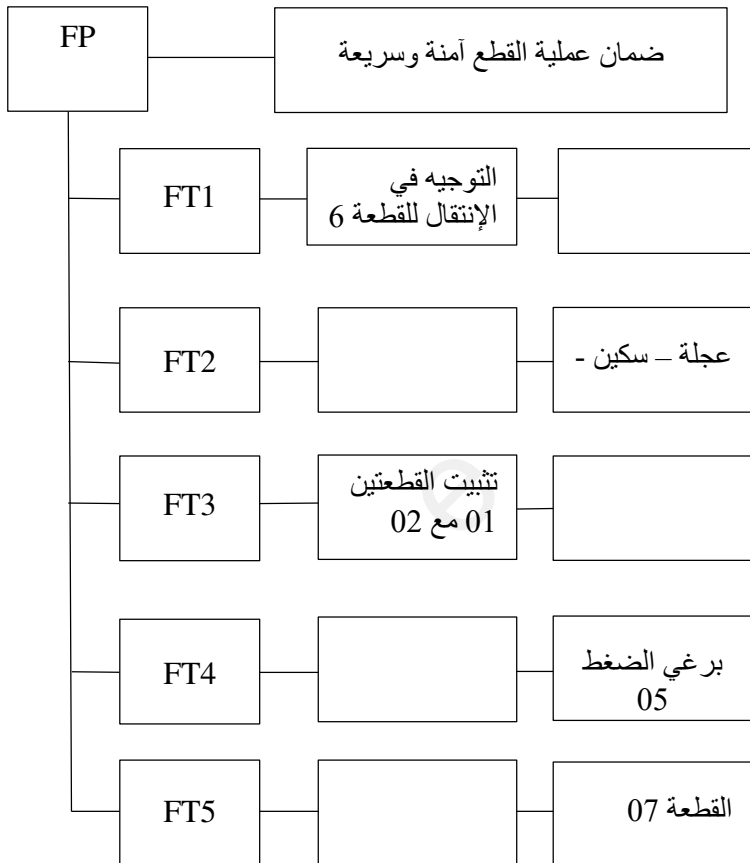 FP
ضمان عملية القطع آمنة وسريعة
FT1
التوجيه في
الإنتقال للقطعة 6
FT2
عجلة – سكين -
FT3
تثبيت القطعتين
01 مع 02
FT4
برغي الضغط
05
FT5
القطعة 07